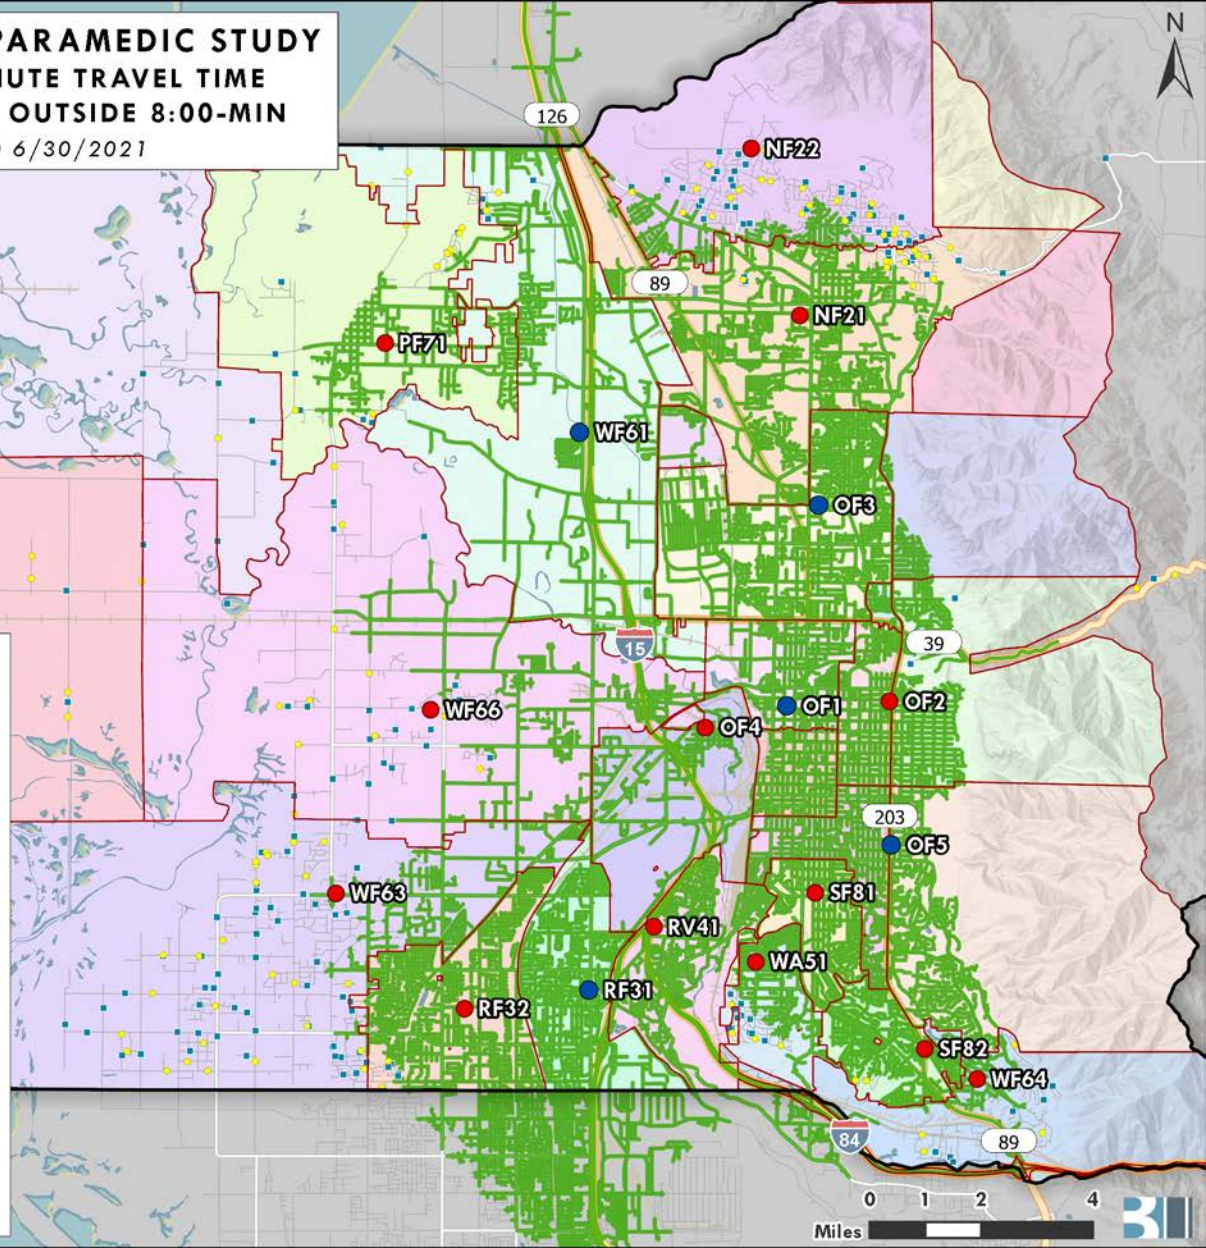 PARAMEDIC STUDY
NUTE TRAVEL TIME
OUTSIDE 8:00-MIN
6/30/2021
N
126
NF22
89
NF21
PF71
WF61
OF3
15
39
WF66
OF1
OF2
OF4
203
OF5
WF63
SF81
RV41
WA51
RF31
RF32
SF82
WF64
84
89
0 1 2 4
Miles